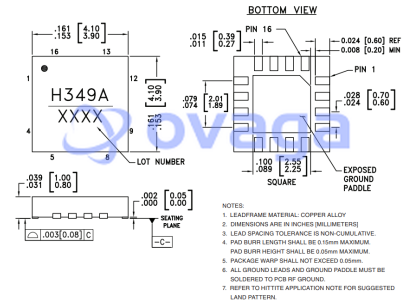 BOTTOM VIEW
.161 [4.10]
.153 [3.90]
16 13
1 12
H349A
XXXX
4 9
5 8
LOT NUMBER
[4.10]
[3.90]
.161
.153
.015 [0.39]
.011 [0.27]
PIN 16
0.024 [0.60] REF
0.008 [0.20] MIN
PIN 1
.079 [2.01]
.074 [1.89]
.028 [0.70]
.024 [0.60]
.100 [2.55]
.089 [2.25]
SQUARE
EXPOSED
GROUND
PADDLE
ovaga
.039 [1.00]
.031 [0.80]
.002 [0.05]
.000 [0.00]
SEATING
PLANE
-C-
.003[0.08] C
NOTES:
1. LEADFRAME MATERIAL: COPPER ALLOY
2. DIMENSIONS ARE IN INCHES [MILLIMETERS]
3. LEAD SPACING TOLERANCE IS NON-CUMULATIVE.
4. PAD BURR LENGTH SHALL BE 0.15mm MAXIMUM.
PAD BURR HEIGHT SHALL BE 0.05mm MAXIMUM.
5. PACKAGE WARP SHALL NOT EXCEED 0.05mm.
6. ALL GROUND LEADS AND GROUND PADDLE MUST BE
SOLDERED TO PCB RF GROUND.
7. REFER TO HITTITE APPLICATION NOTE FOR SUGGESTED
LAND PATTERN.